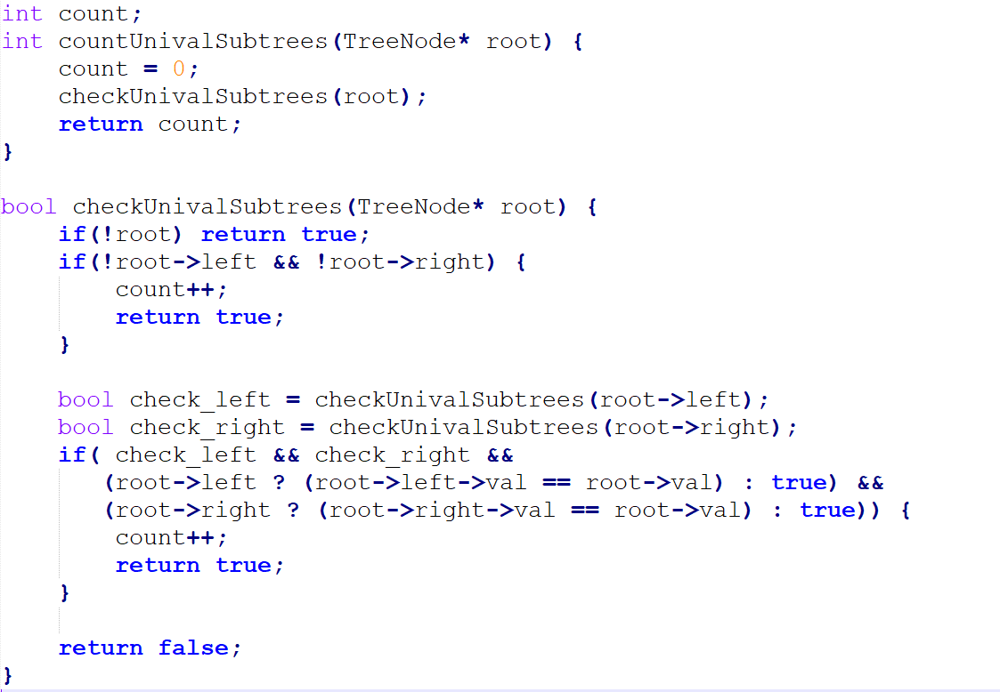 int count;
int countUnivalSubtrees(TreeNode* root) {
    count = 0;
    checkUnivalSubtrees(root);
    return count;
}

bool checkUnivalSubtrees(TreeNode* root) {
    if(!root) return true;
    if(!root->left && !root->right) {
        count++;
        return true;
    }

    bool check_left = checkUnivalSubtrees(root->left);
    bool check_right = checkUnivalSubtrees(root->right);
    if( check_left && check_right &&
       (root->left ? (root->left->val == root->val) : true) &&
       (root->right ? (root->right->val == root->val) : true)) {
        count++;
        return true;
    }

    return false;
}